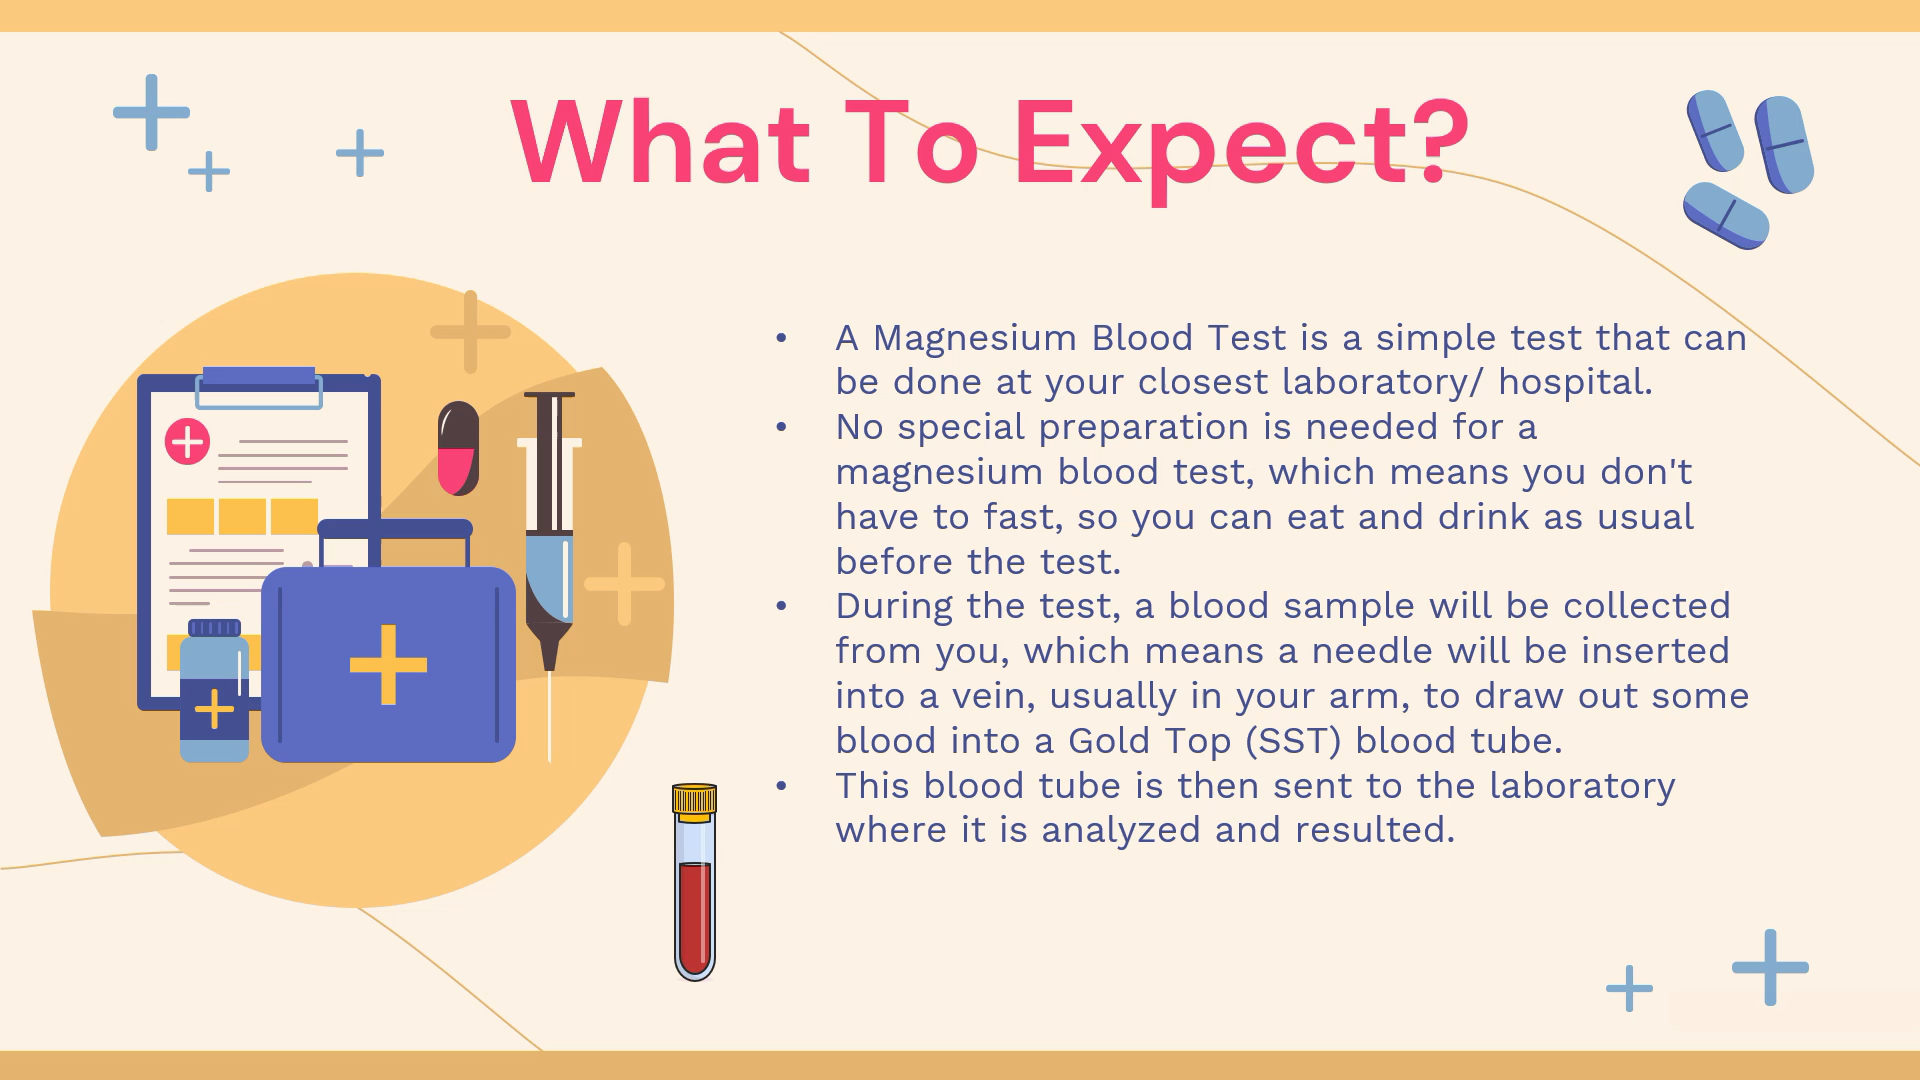 What To Expect?
• A Magnesium Blood Test is a simple test that can
be done at your closest laboratory/ hospital.
• No special preparation is needed for a
magnesium blood test, which means you don't
have to fast, so you can eat and drink as usual
before the test.
• During the test, a blood sample will be collected
from you, which means a needle will be inserted
into a vein, usually in your arm, to draw out some
blood into a Gold Top (SST) blood tube.
• This blood tube is then sent to the laboratory
where it is analyzed and resulted.